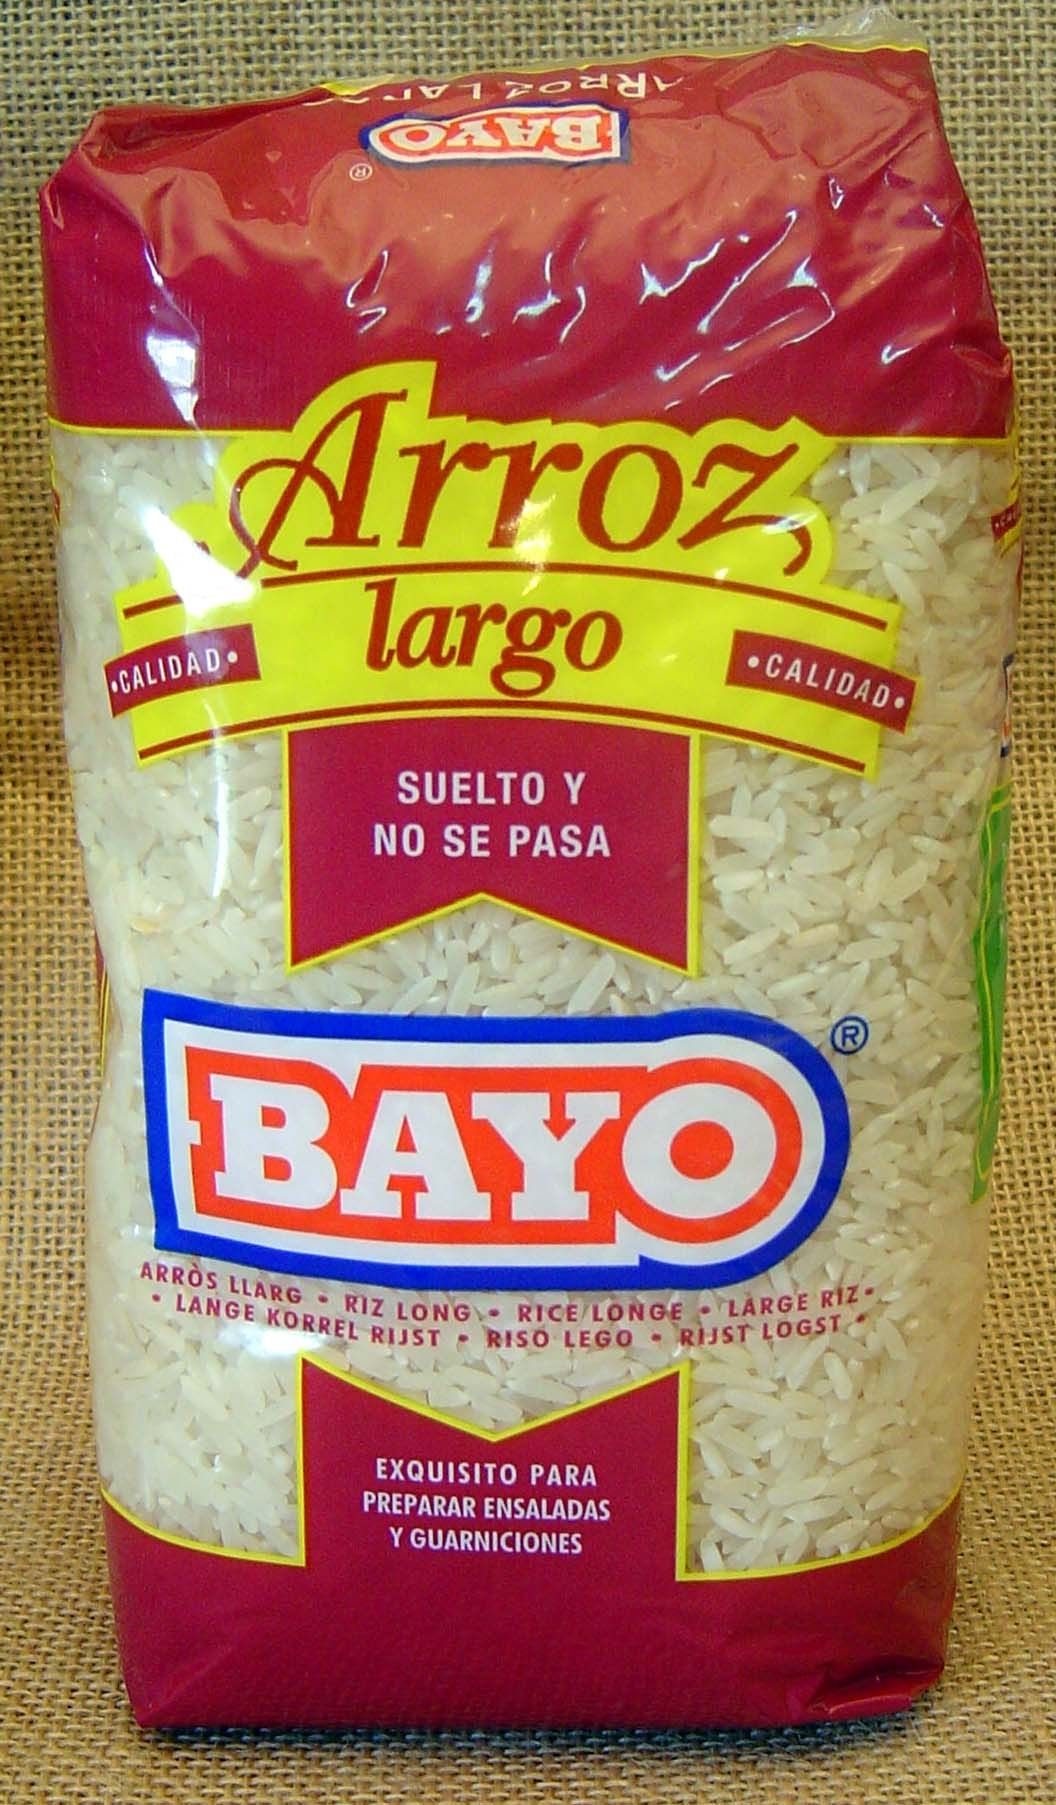 ARROZ LARGO
BAYO
®
Arroz
largo
•CALIDAD•
•CALIDAD•
SUELTO Y
NO SE PASA
BAYO ®
ARRÒS LLARG • RIZ LONG • RICE LONGE • LARGE RIZ •
• LANGE KORREL RIJST • RISO LEGO • RIJST LOGST •
EXQUISITO PARA
PREPARAR ENSALADAS
Y GUARNICIONES